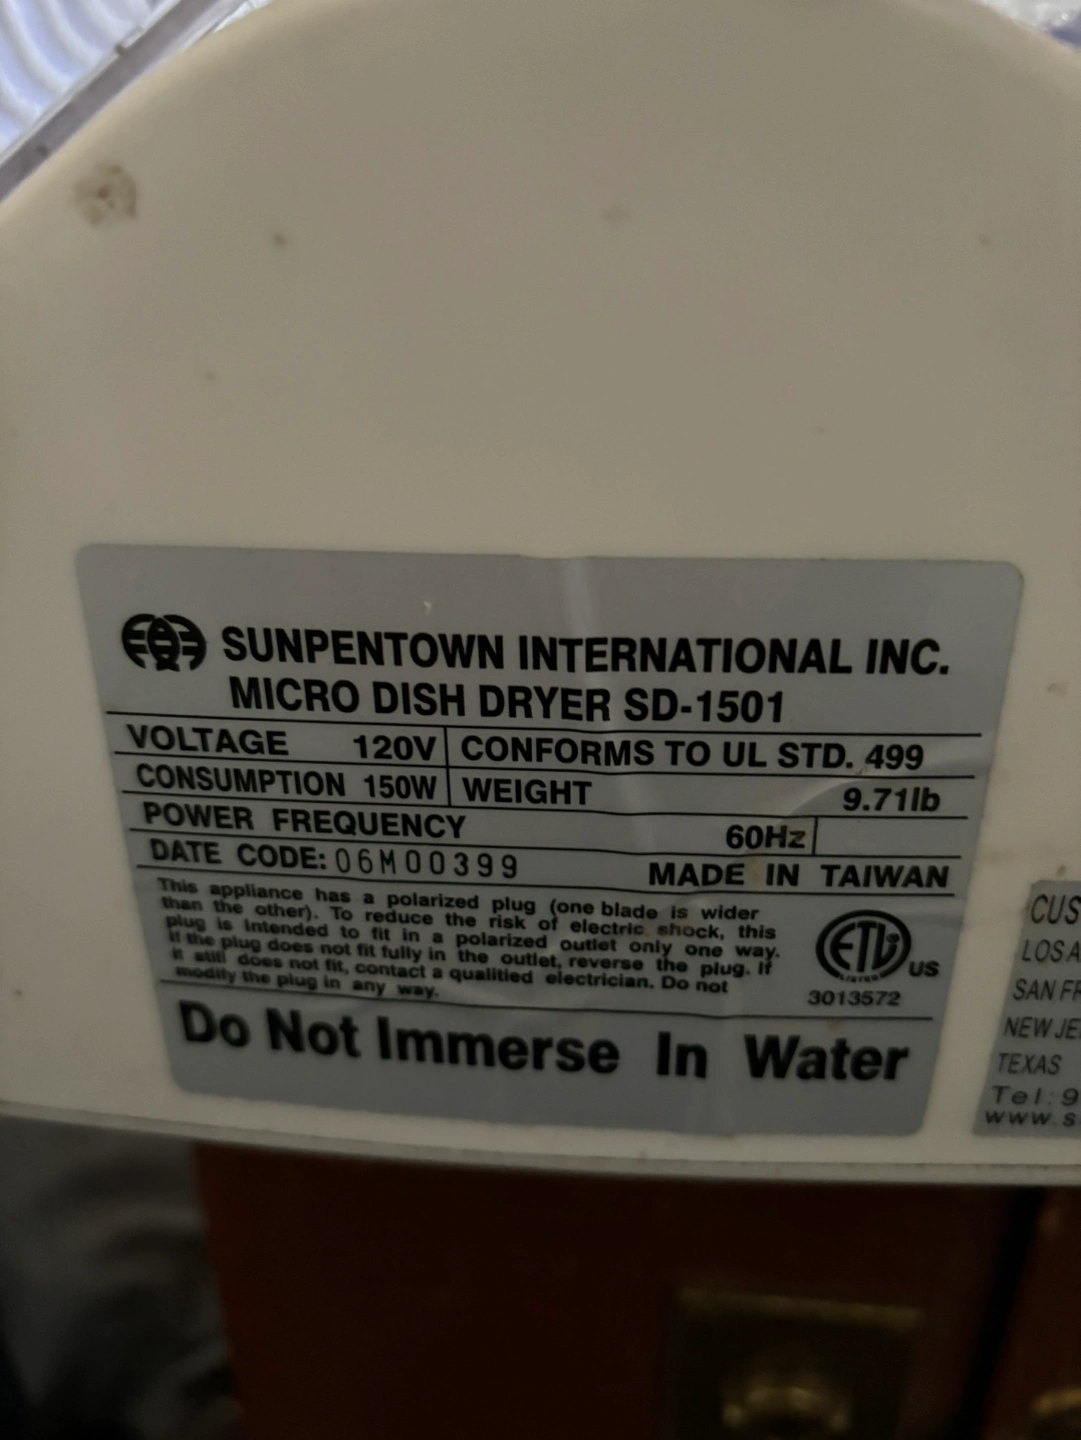 SUNPENTOWN INTERNATIONAL INC.
MICRO DISH DRYER SD-1501
VOLTAGE 120V CONFORMS TO UL STD. 499
CONSUMPTION 150W WEIGHT 9.71lb
POWER FREQUENCY 60Hz
DATE CODE: 06M00399 MADE IN TAIWAN
This appliance has a polarized plug (one blade is wider
than the other). To reduce the risk of electric shock, this
plug is intended to fit in a polarized outlet only one way.
if the plug does not fit fully in the outlet, reverse the plug. If
it still does not fit, contact a qualitied electrician. Do not
modify the plug in any way.
ETL US
LISTED
3013572
Do Not Immerse In Water
CUS
LOS A
SAN FR
NEW JE
TEXAS
Tel: 9
www.s